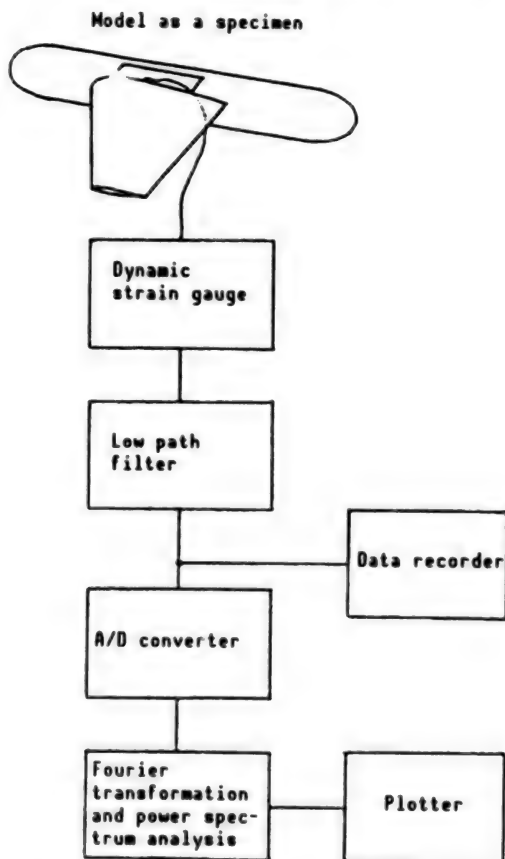 Model as a specimen
Dynamic
strain gauge
Low path
filter
Data recorder
A/D converter
Fourier
transformation
and power spec-
trum analysis
Plotter